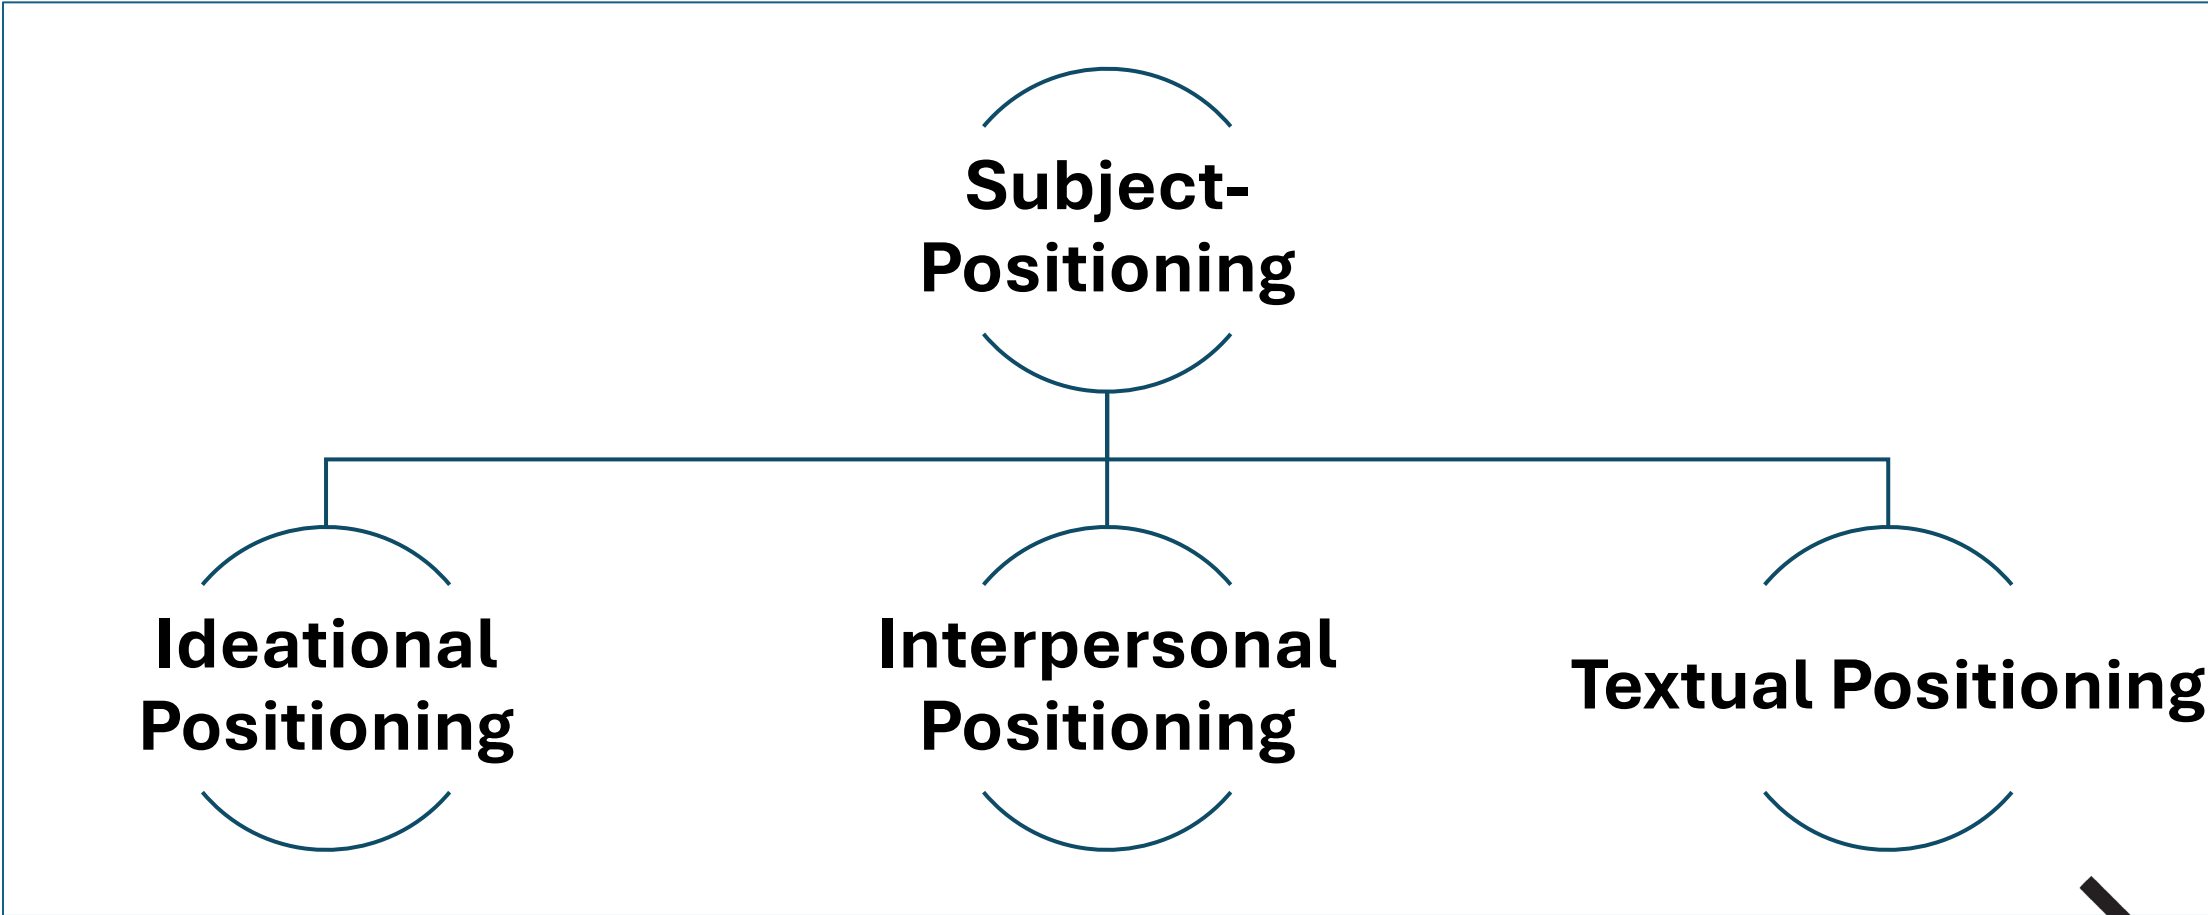 Subject-
Positioning
Ideational
Positioning
Interpersonal
Positioning
Textual Positioning